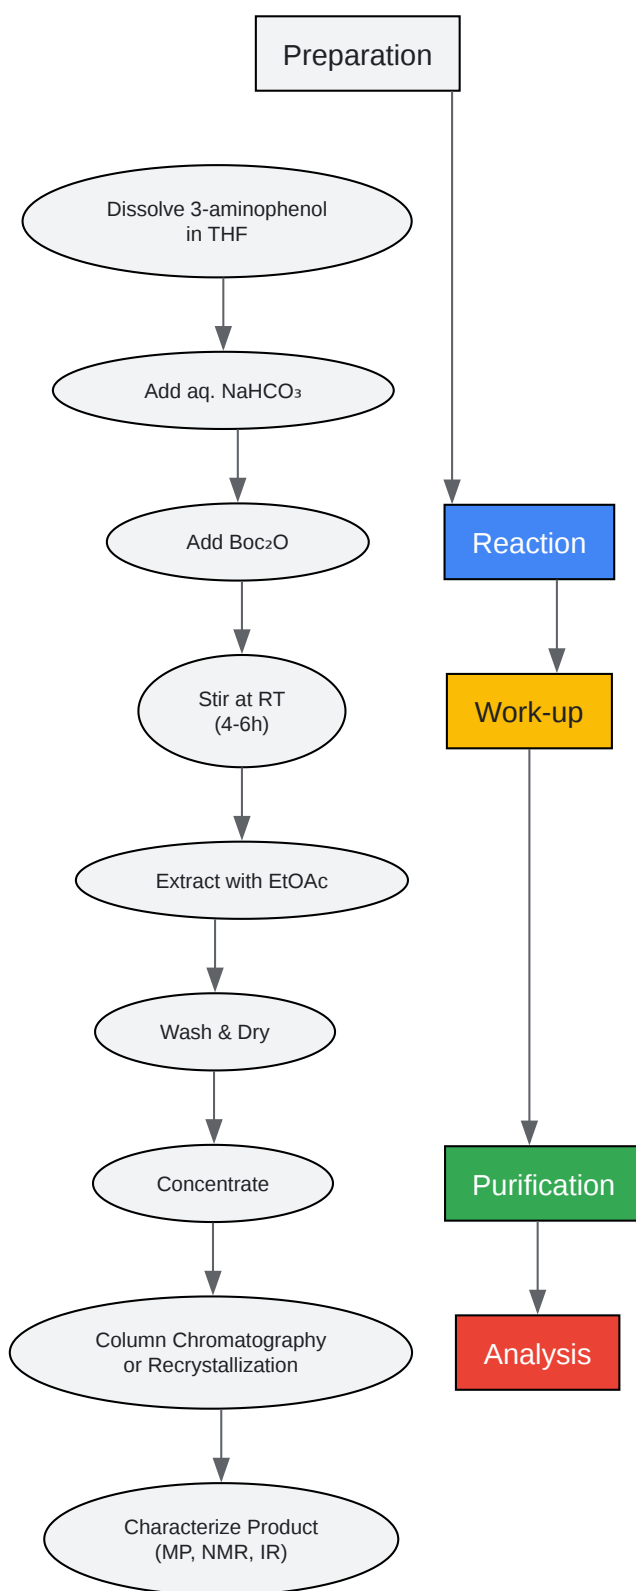 Preparation
Dissolve 3-aminophenol
in THF
Add aq. NaHCO₃
Add Boc₂O
Reaction
Stir at RT
(4-6h)
Work-up
Extract with EtOAc
Wash & Dry
Concentrate
Purification
Column Chromatography
or Recrystallization
Analysis
Characterize Product
(MP, NMR, IR)